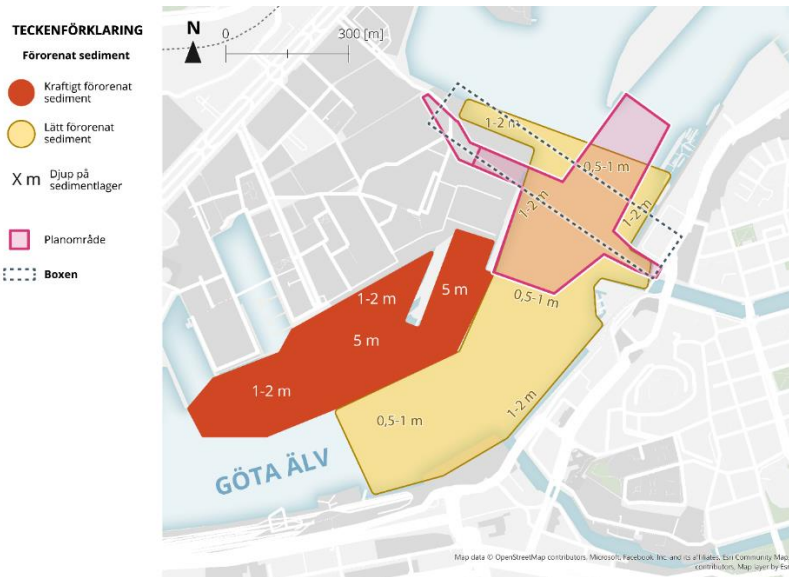 TECKENFÖRKLARING
Förorenat sediment
Kraftigt förorenat
sediment
Lätt förorenat
sediment
X m Djup på
sedimentlager
Planområde
Boxen
N
0 300 [m]
1-2 m
0,5-1 m
1-2 m
1-2 m
0,5-1 m
1-2 m
5 m
5 m
1-2 m
0,5-1 m
1-2 m
GÖTA ÄLV
Map data © OpenStreetMap contributors, Microsoft, Facebook, Inc. and its affiliates, Esri Community Maps
contributors, Map layer by Esri